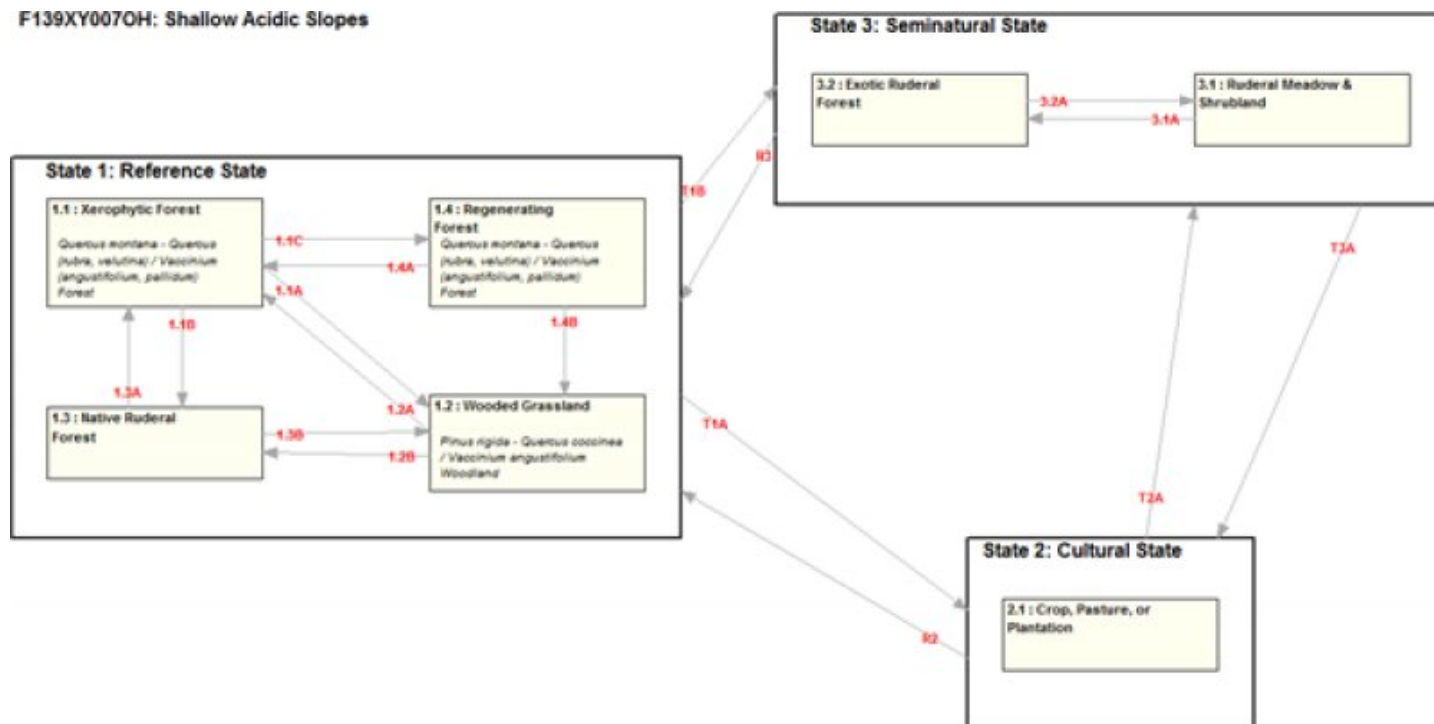 F139XY007OH: Shallow Acidic Slopes
State 3: Seminatural State
3.2 : Exotic Ruderal
Forest
3.2A
3.1A
3.1 : Ruderal Meadow &
Shrubland
T1B
R3
T3A
State 1: Reference State
1.1 : Xerophytic Forest
Quercus montana - Quercus
(rubra, velutina) / Vaccinium
(angustifolium, pallidum)
Forest
1.1C
1.4A
1.1A
1.4 : Regenerating
Forest
Quercus montana - Quercus
(rubra, velutina) / Vaccinium
(angustifolium, pallidum)
Forest
1.1B
1.4B
1.3A
1.2A
1.3 : Native Ruderal
Forest
1.3B
1.2B
1.2 : Wooded Grassland
Pinus rigida - Quercus coccinea
/ Vaccinium angustifolium
Woodland
T1A
T2A
R2
State 2: Cultural State
2.1 : Crop, Pasture, or
Plantation